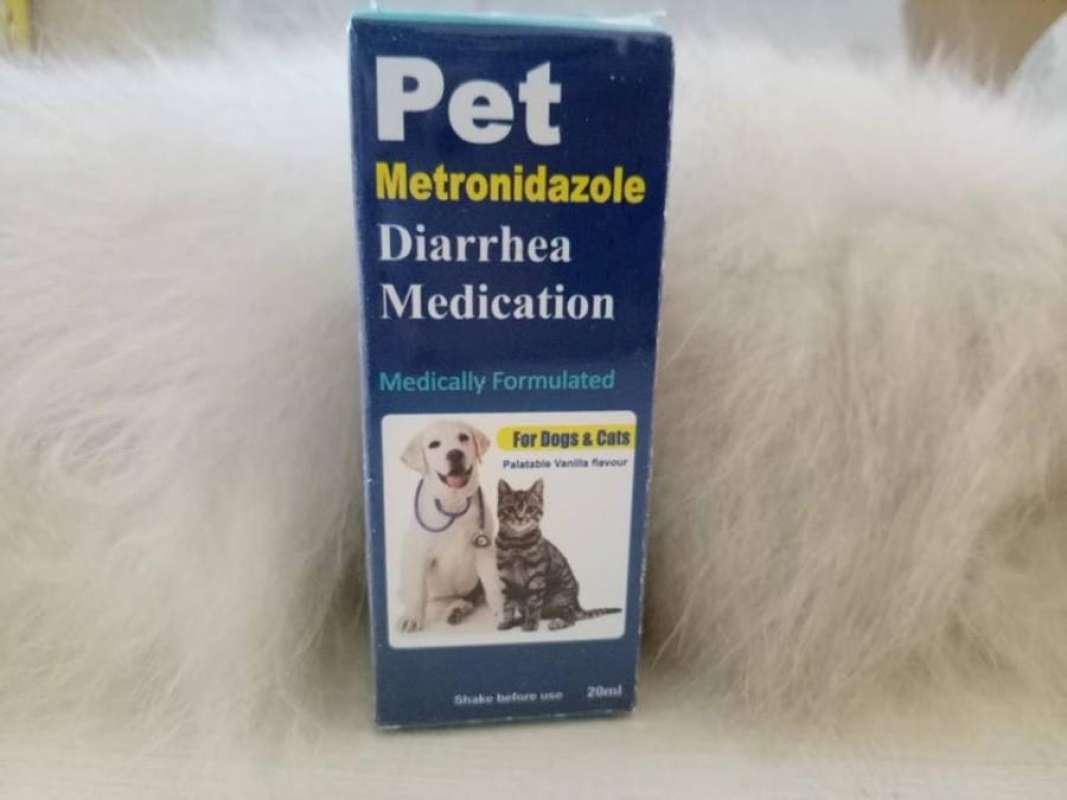 Pet
Metronidazole
Diarrhea
Medication
Medically Formulated
For Dogs & Cats
Palatable Vanilla flavour
Shake before use 20ml